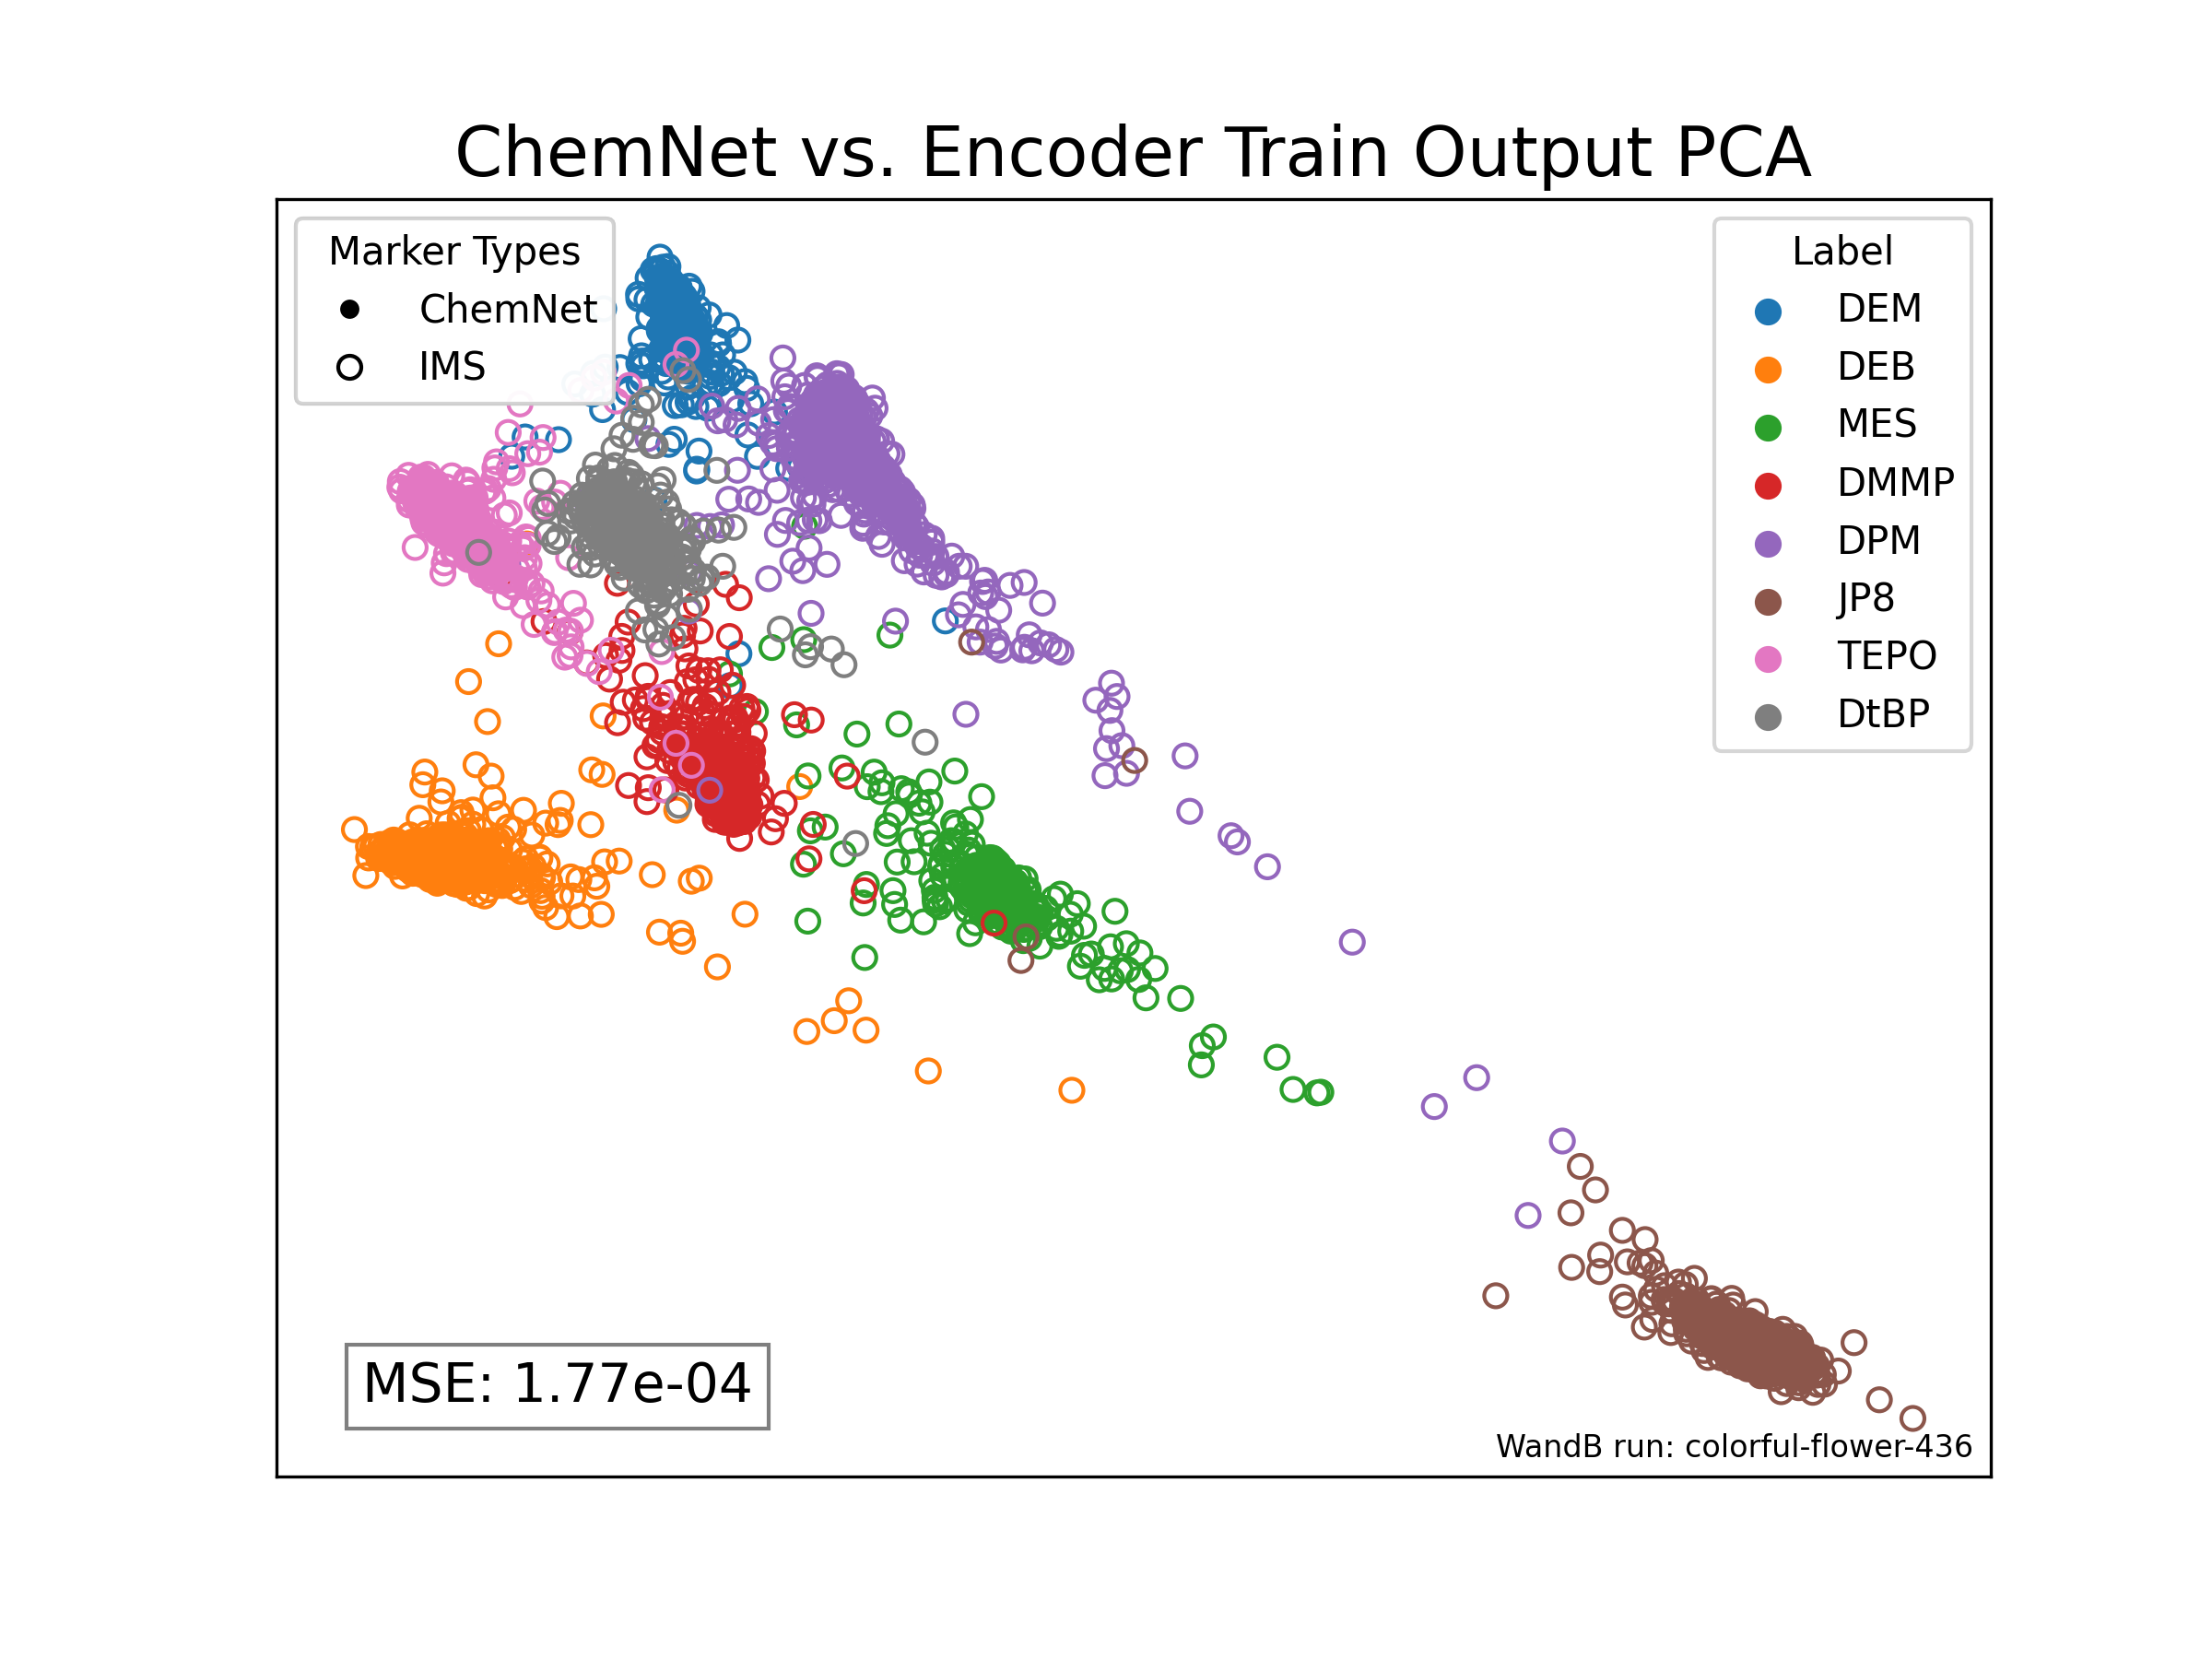 ChemNet vs. Encoder Train Output PCA
Marker Types
ChemNet
IMS
Label
DEM
DEB
MES
DMMP
DPM
JP8
TEPO
DtBP
MSE: 1.77e-04
WandB run: colorful-flower-436